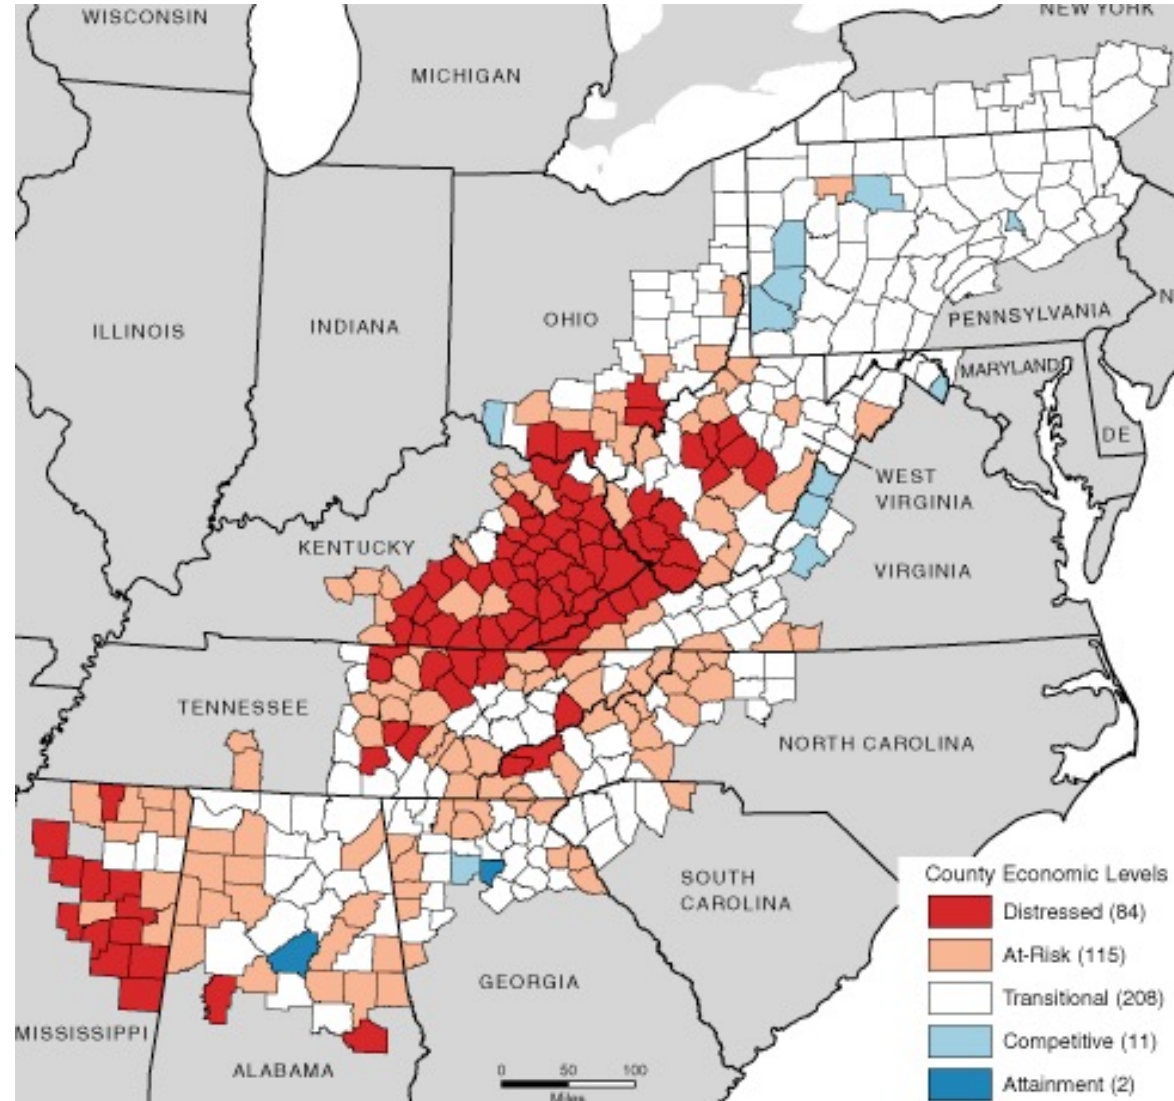 WISCONSIN
NEW YORK
MICHIGAN
ILLINOIS
INDIANA
OHIO
PENNSYLVANIA
N
MARYLAND
DE
WEST
VIRGINIA
KENTUCKY
VIRGINIA
TENNESSEE
NORTH CAROLINA
SOUTH
CAROLINA
GEORGIA
MISSISSIPPI
ALABAMA
0 50 100
Miles
County Economic Levels
Distressed (84)
At-Risk (115)
Transitional (208)
Competitive (11)
Attainment (2)